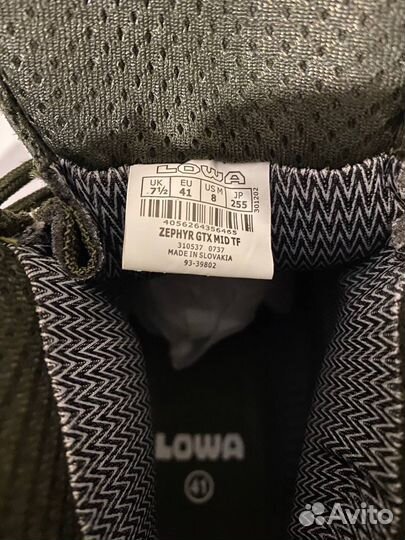 LOWA
UK EU US M JP
7½ 41 8 255
301202
4056264356465
ZEPHYR GTX MID TF
310537 0737
MADE IN SLOVAKIA
93-39802
LOWA
41
Avito